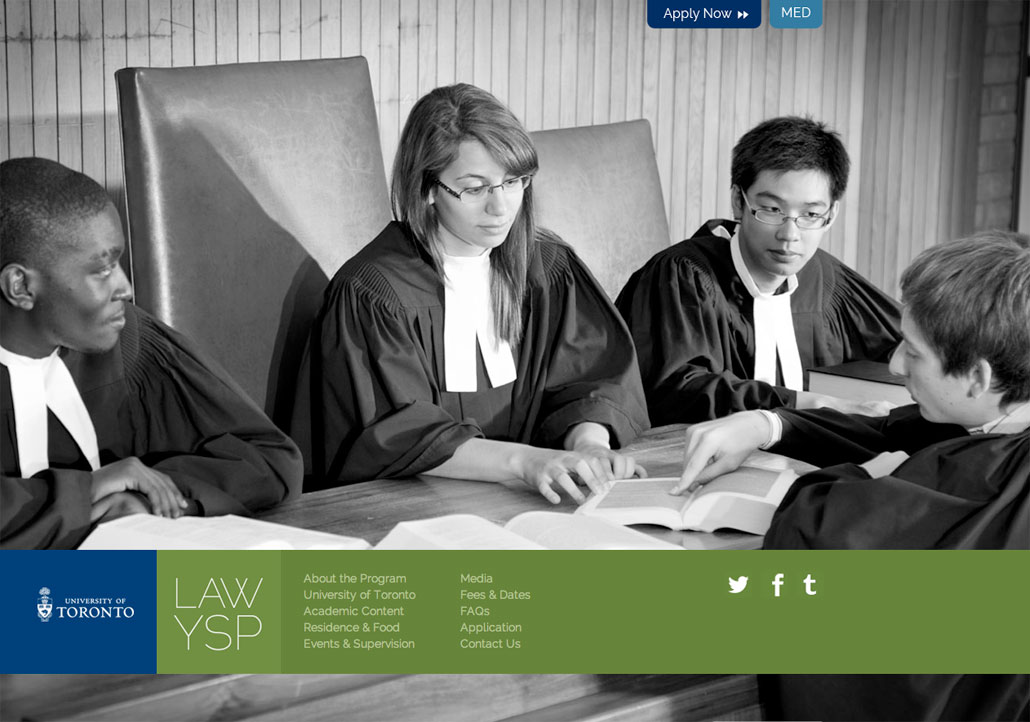 Apply Now
MED
UNIVERSITY OF
TORONTO
LAW
YSP
About the Program
University of Toronto
Academic Content
Residence & Food
Events & Supervision
Media
Fees & Dates
FAQs
Application
Contact Us